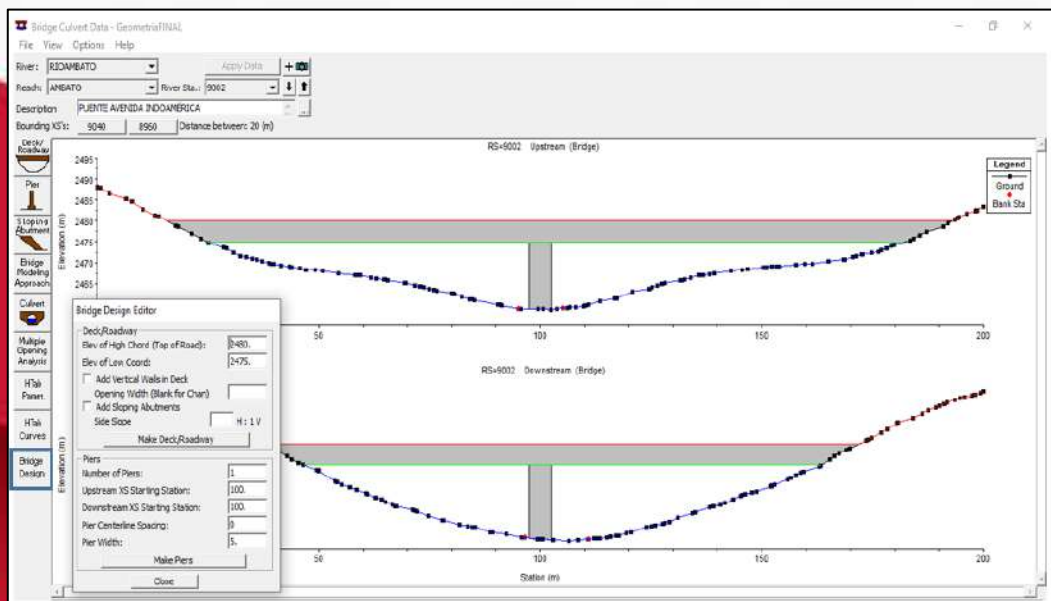 Bridge Culvert Data - GeometriaFINAL
File View Options Help
River: RIOAMBATO Apply Data
Reach: AMBATO River Sta.: 9002
Description PUENTE AVENIDA INDOAMÉRICA ...
Bounding XS's: 9040 8960 Distance between: 20 (m)
Deck/
Roadway
Pier
Sloping
Abutment
Bridge
Modeling
Approach
Culvert
Multiple
Opening
Analysis
HTab
Param.
HTab
Curves
Bridge
Design
RS=9002 Upstream (Bridge)
Elevation (m)
2495
2490
2485
2480
2475
2470
2465
50 100 150 200
Legend
Ground
Bank Sta
RS=9002 Downstream (Bridge)
Elevation (m)
50 100 150 200
Station (m)
Bridge Design Editor
Deck/Roadway
Elev of High Chord (Top of Road): 2480.
Elev of Low Coord: 2475.
Add Vertical Walls in Deck
Opening Width (Blank for Chan)
Add Sloping Abutments
Side Slope H : 1 V
Make Deck/Roadway
Piers
Number of Piers: 1
Upstream XS Starting Station: 100.
Downstream XS Starting Station: 100.
Pier Centerline Spacing: 0
Pier Width: 5.
Make Piers
Close